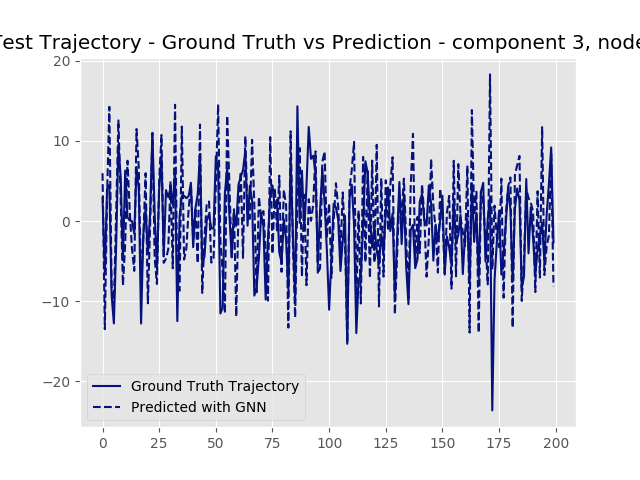 Test Trajectory - Ground Truth vs Prediction - component 3, node
20
10
0
−10
−20
Ground Truth Trajectory
Predicted with GNN
0 25 50 75 100 125 150 175 200